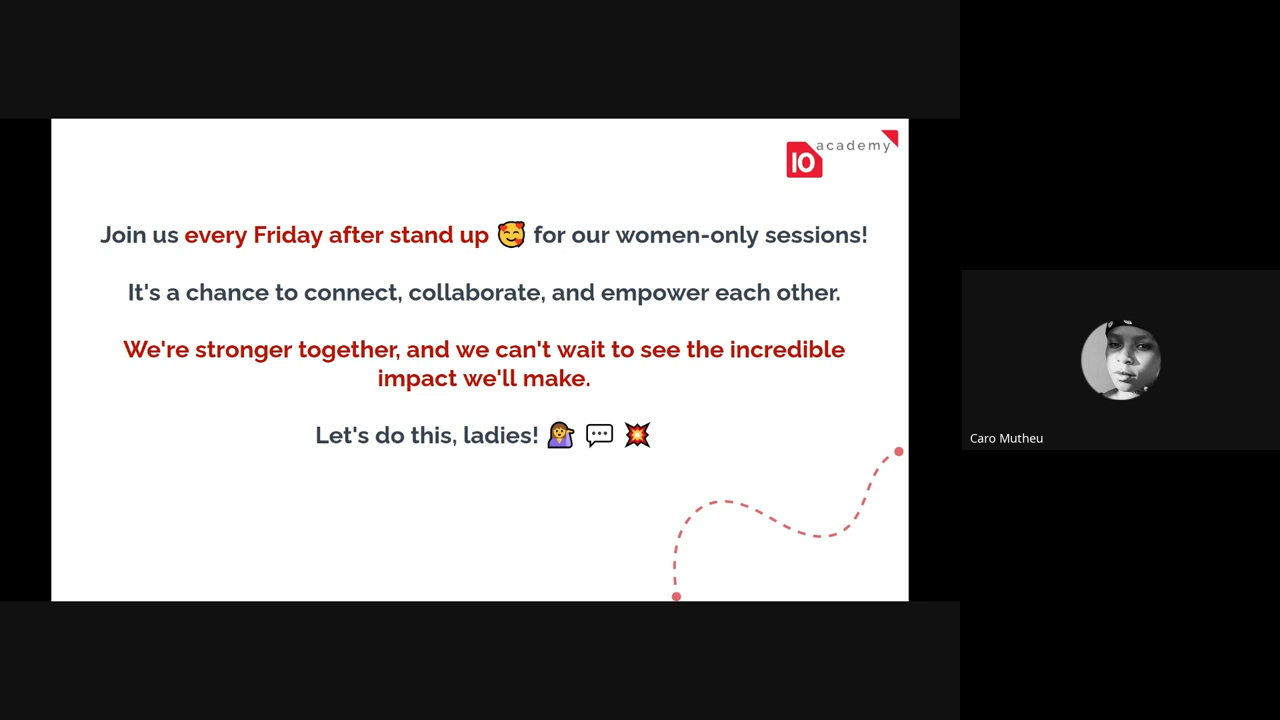 10 academy
Join us every Friday after stand up 🥰 for our women-only sessions!
It's a chance to connect, collaborate, and empower each other.
We're stronger together, and we can't wait to see the incredible
impact we'll make.
Let's do this, ladies! 💁‍♀️ 💬 💥
Caro Mutheu